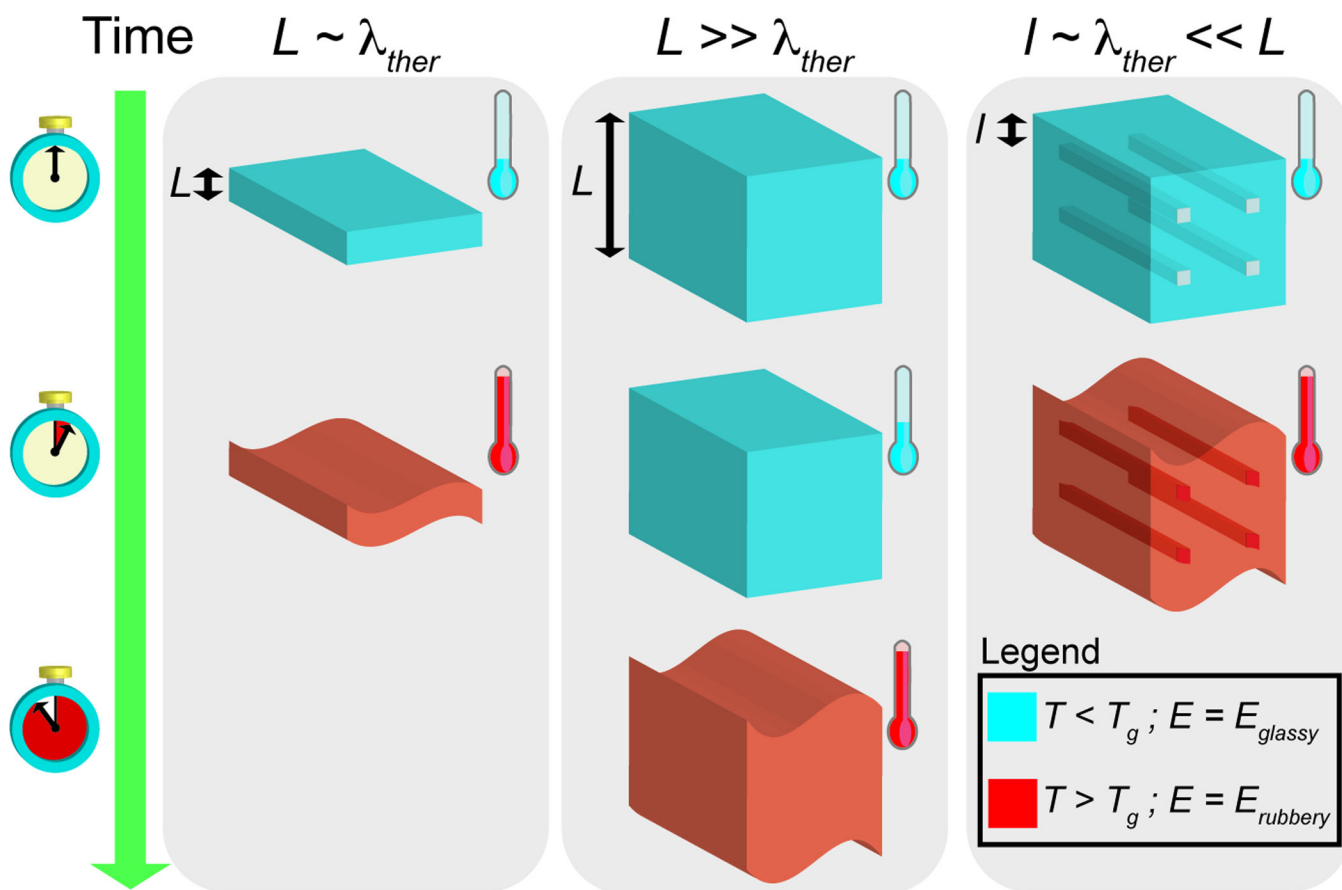 Time
L ~ λther
L >> λther
l ~ λther << L
L
L
l
Legend
T < Tg ; E = Eglassy
T > Tg ; E = Erubbery